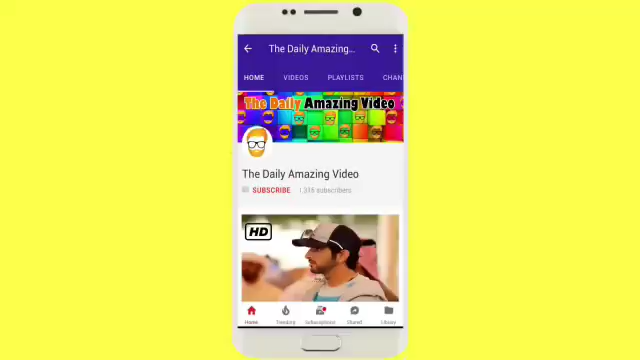 The Daily Amazing...
HOME VIDEOS PLAYLISTS CHAN
The Daily Amazing Video
The Daily Amazing Video
SUBSCRIBE subscribers
HD
Home Trending Subscriptions Shared Library